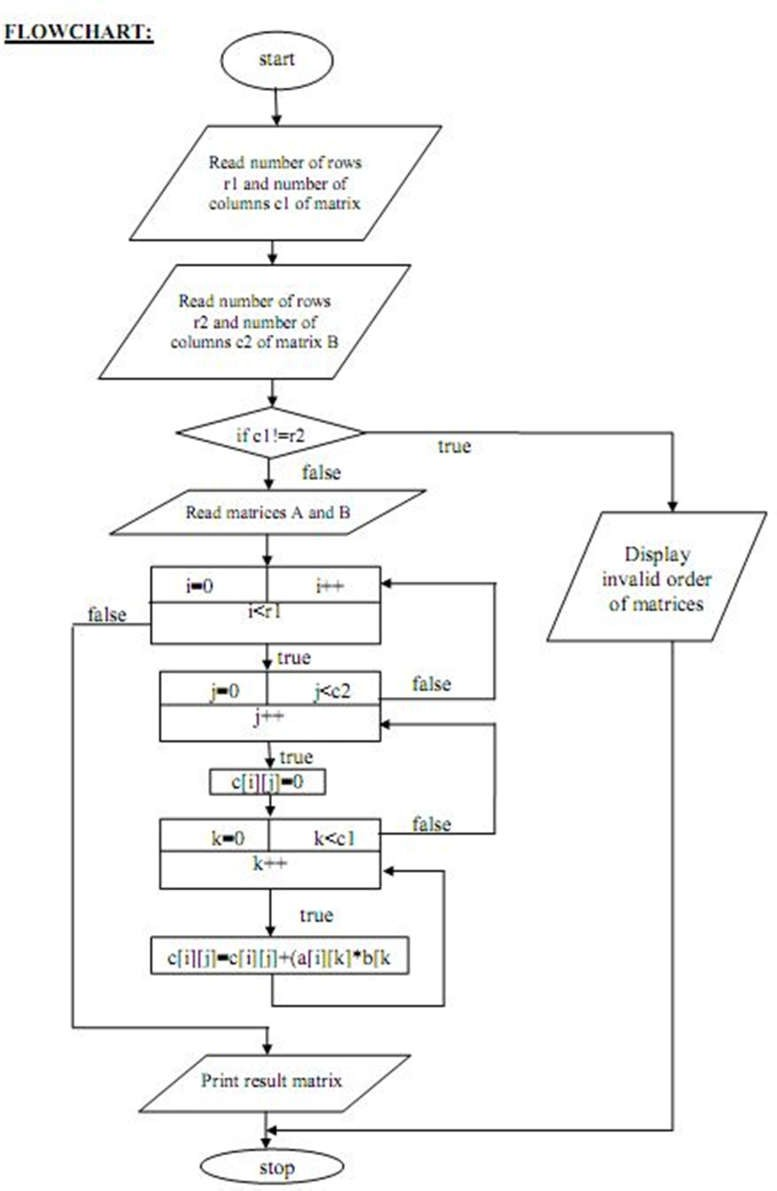 FLOWCHART:
start
Read number of rows
r1 and number of
columns c1 of matrix
Read number of rows
r2 and number of
columns c2 of matrix B
if c1!=r2
true
false
Read matrices A and B
Display
invalid order
of matrices
i=0 i++
i<r1
false
true
j=0 j<c2
false
j++
true
c[i][j]=0
k=0 k<c1
false
k++
true
c[i][j]=c[i][j]+(a[i][k]*b[k
Print result matrix
stop